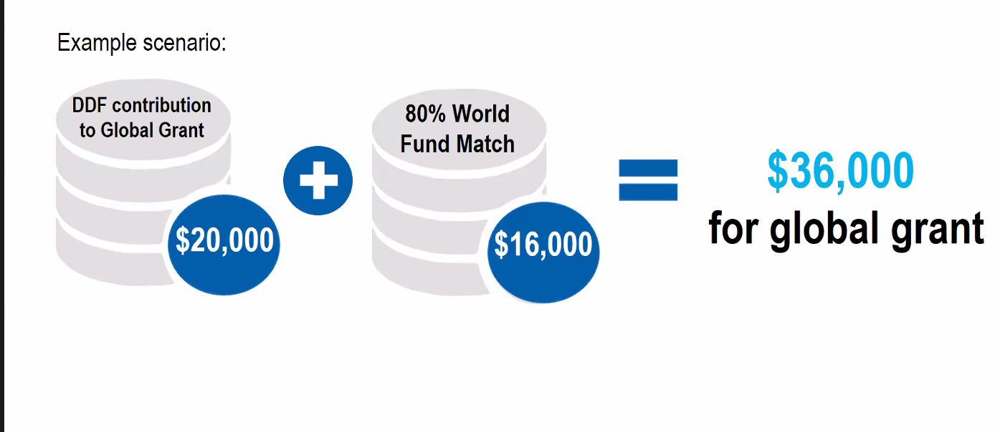 Example scenario:
DDF contribution
to Global Grant
$20,000
80% World
Fund Match
$16,000
$36,000
for global grant